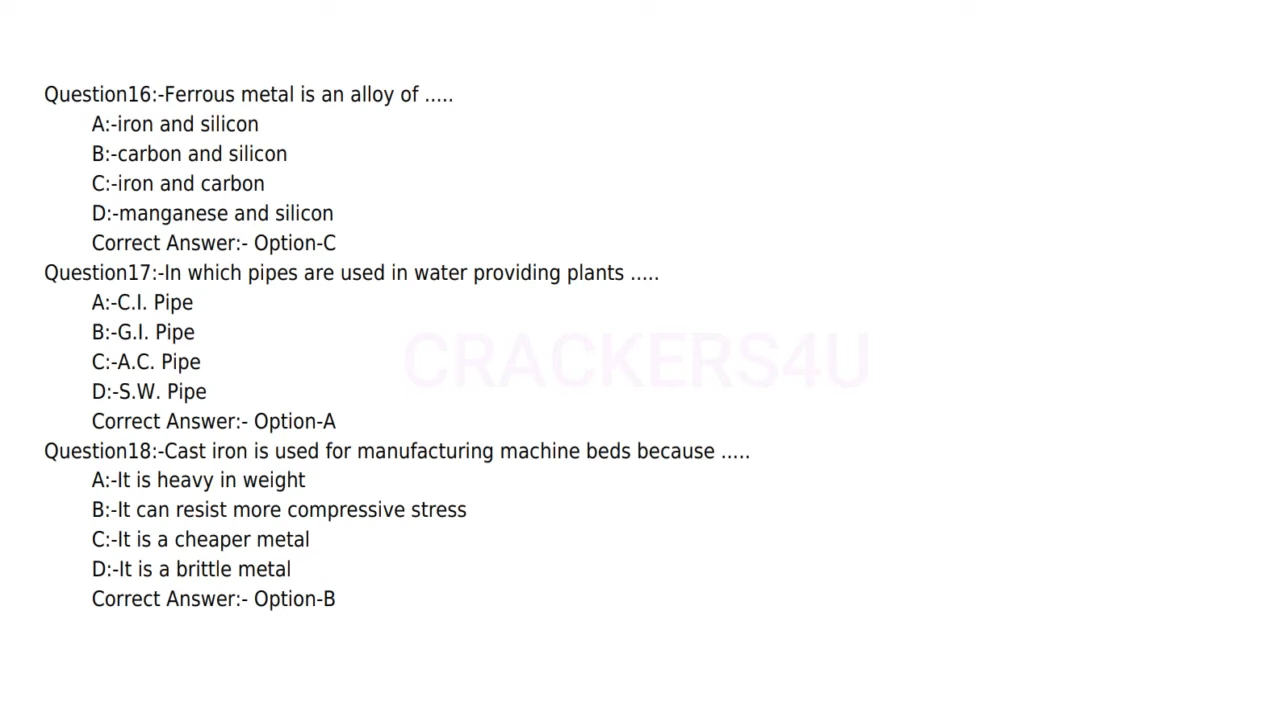 Question16:-Ferrous metal is an alloy of .....
A:-iron and silicon
B:-carbon and silicon
C:-iron and carbon
D:-manganese and silicon
Correct Answer:- Option-C
Question17:-In which pipes are used in water providing plants .....
A:-C.I. Pipe
B:-G.I. Pipe
C:-A.C. Pipe
D:-S.W. Pipe
Correct Answer:- Option-A
CRACKERS4U
Question18:-Cast iron is used for manufacturing machine beds because .....
A:-It is heavy in weight
B:-It can resist more compressive stress
C:-It is a cheaper metal
D:-It is a brittle metal
Correct Answer:- Option-B